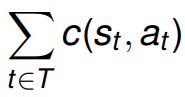 ∑ c(s_t, a_t)
t∈T